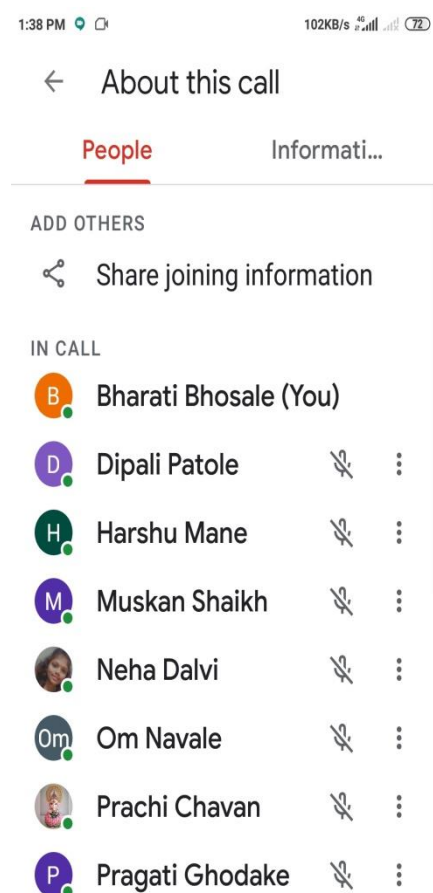 1:38 PM 102KB/s 4G 72
About this call
People Informati...
ADD OTHERS
Share joining information
IN CALL
B Bharati Bhosale (You)
D Dipali Patole
H Harshu Mane
M Muskan Shaikh
Neha Dalvi
Om Om Navale
Prachi Chavan
P Pragati Ghodake